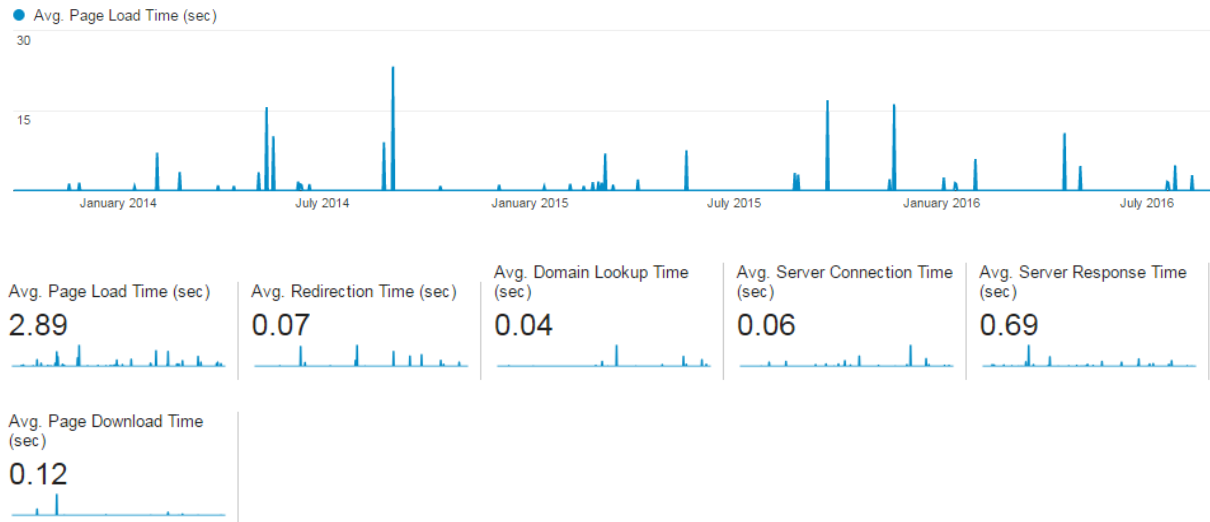 Avg. Page Load Time (sec)
30
15
January 2014
July 2014
January 2015
July 2015
January 2016
July 2016
Avg. Page Load Time (sec)
2.89
Avg. Redirection Time (sec)
0.07
Avg. Domain Lookup Time
(sec)
0.04
Avg. Server Connection Time
(sec)
0.06
Avg. Server Response Time
(sec)
0.69
Avg. Page Download Time
(sec)
0.12